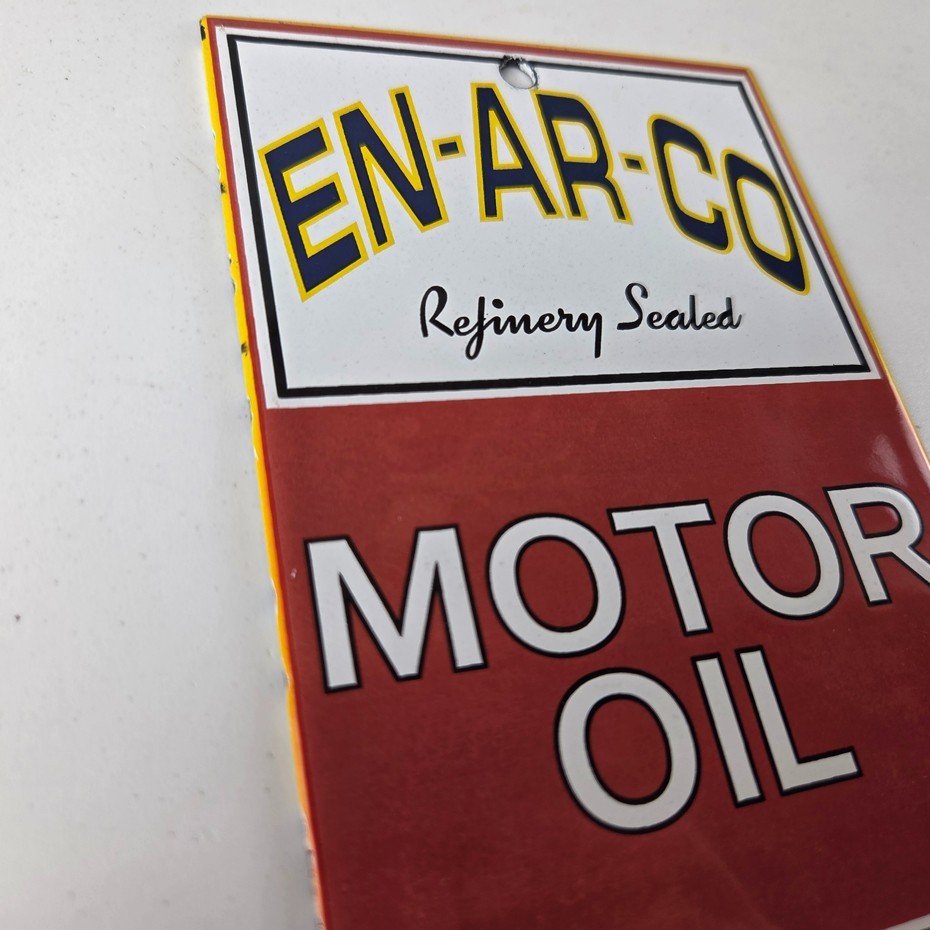 EN-AR-CO
Refinery Sealed
MOTOR
OIL